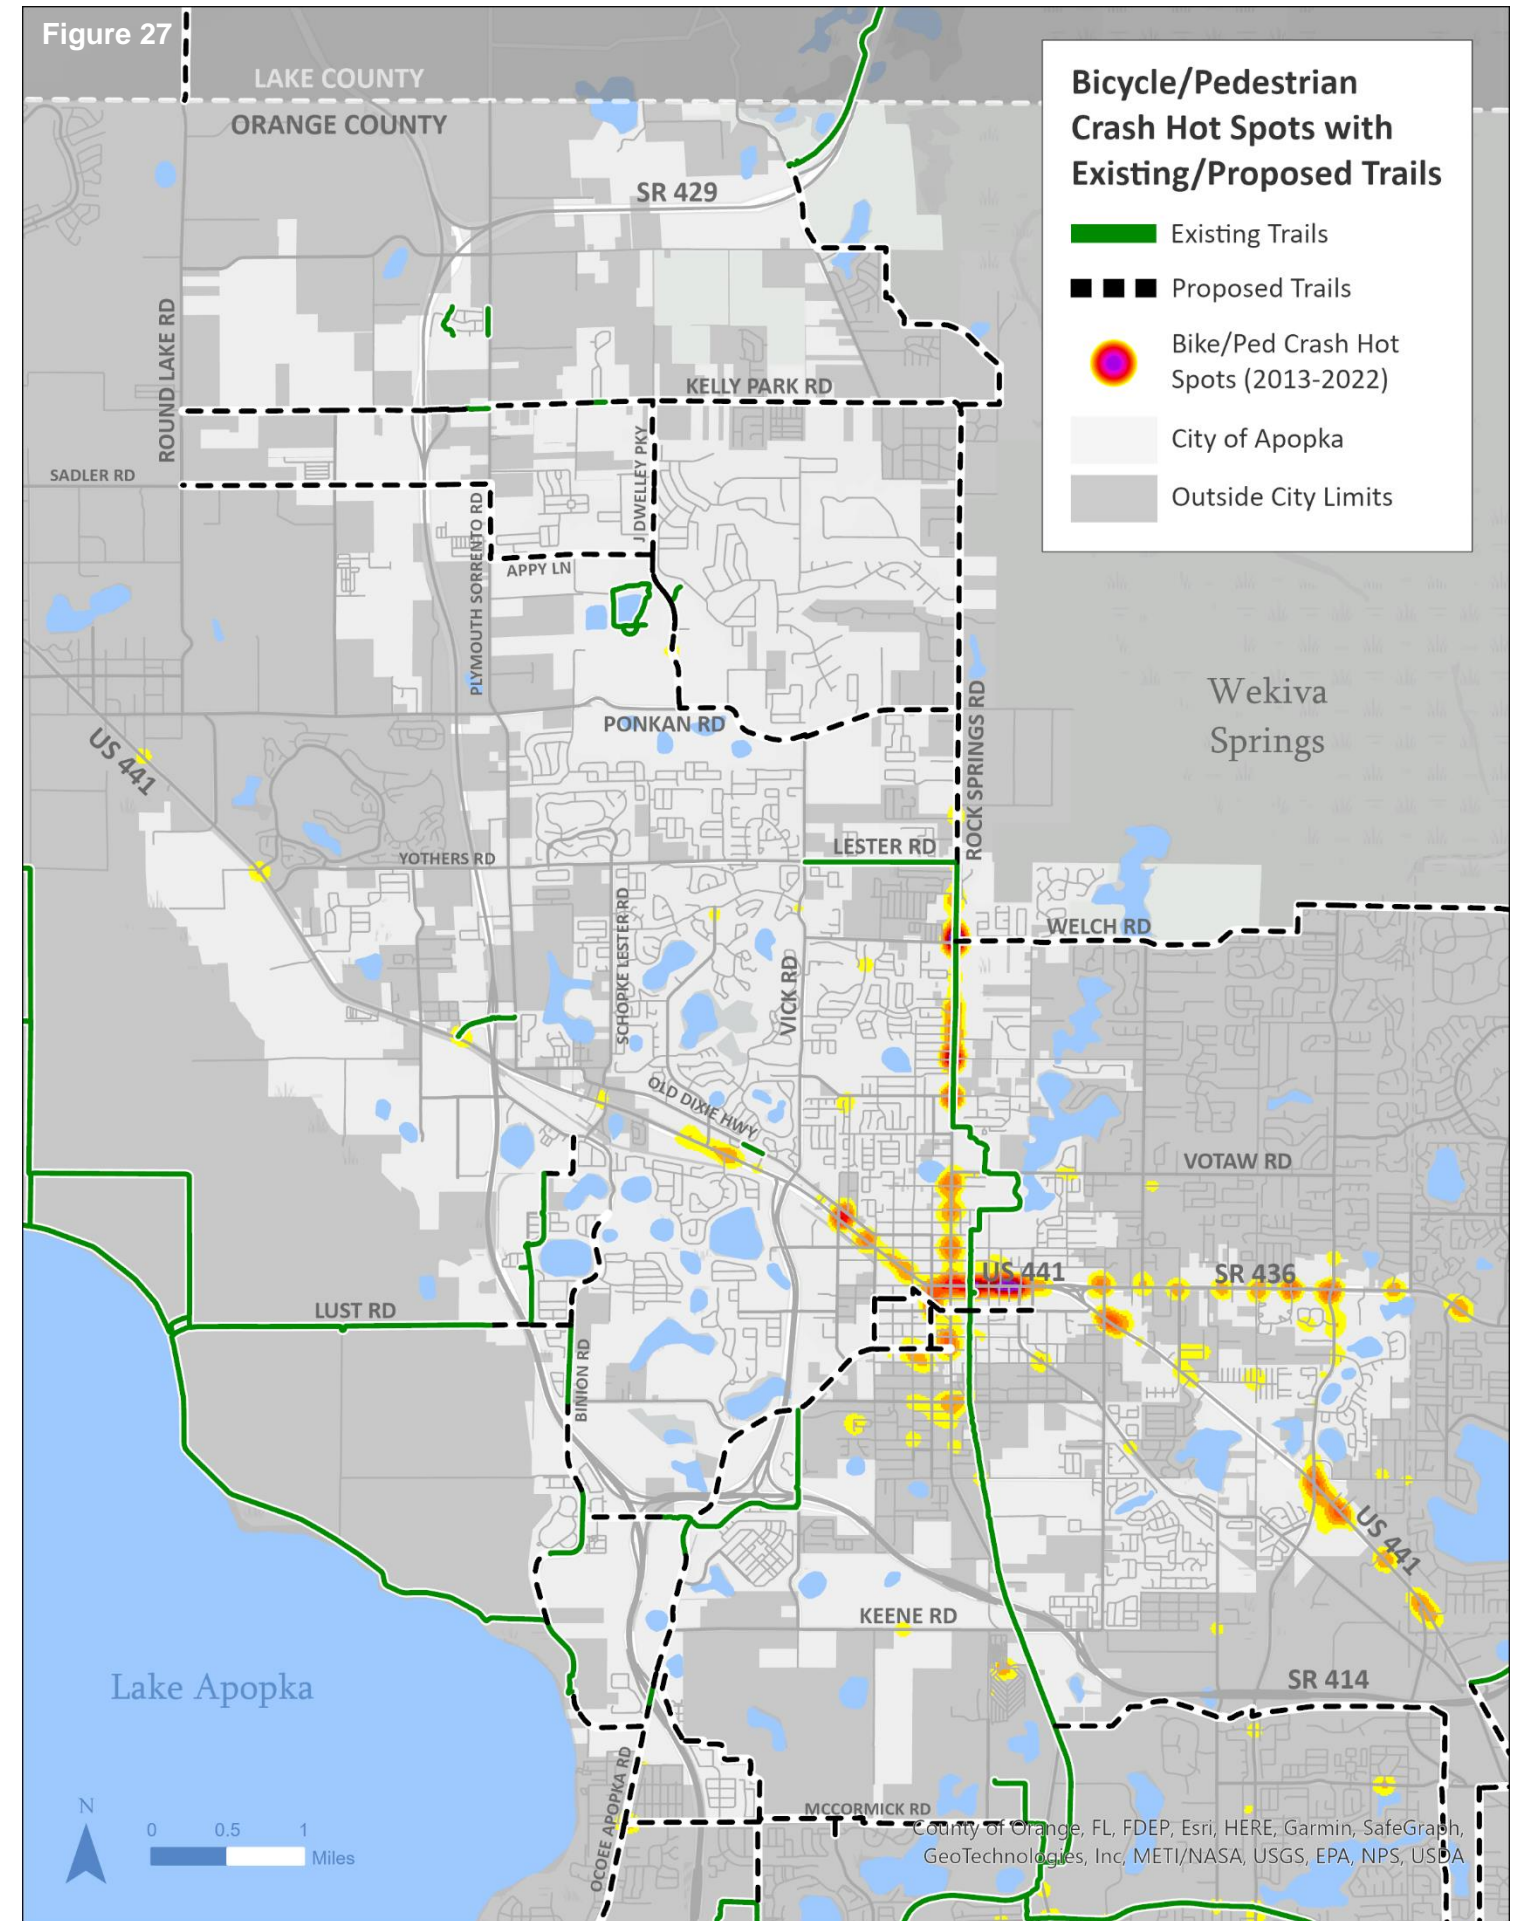 Figure 27
LAKE COUNTY
ORANGE COUNTY
Bicycle/Pedestrian
Crash Hot Spots with
Existing/Proposed Trails
Existing Trails
Proposed Trails
Bike/Ped Crash Hot
Spots (2013-2022)
City of Apopka
Outside City Limits
SR 429
ROUND LAKE RD
KELLY PARK RD
SADLER RD
J DWELLEY PKY
PLYMOUTH SORRENTO RD
APPY LN
Wekiva
Springs
PONKAN RD
ROCK SPRINGS RD
US 441
LESTER RD
YOTHERS RD
SCHOPKE LESTER RD
WELCH RD
VICK RD
OLD DIXIE HWY
VOTAW RD
US 441
SR 436
LUST RD
BINION RD
US 441
KEENE RD
SR 414
Lake Apopka
OCOEE APOPKA RD
MCCORMICK RD
N
0 0.5 1
Miles
County of Orange, FL, FDEP, Esri, HERE, Garmin, SafeGraph,
GeoTechnologies, Inc, METI/NASA, USGS, EPA, NPS, USDA